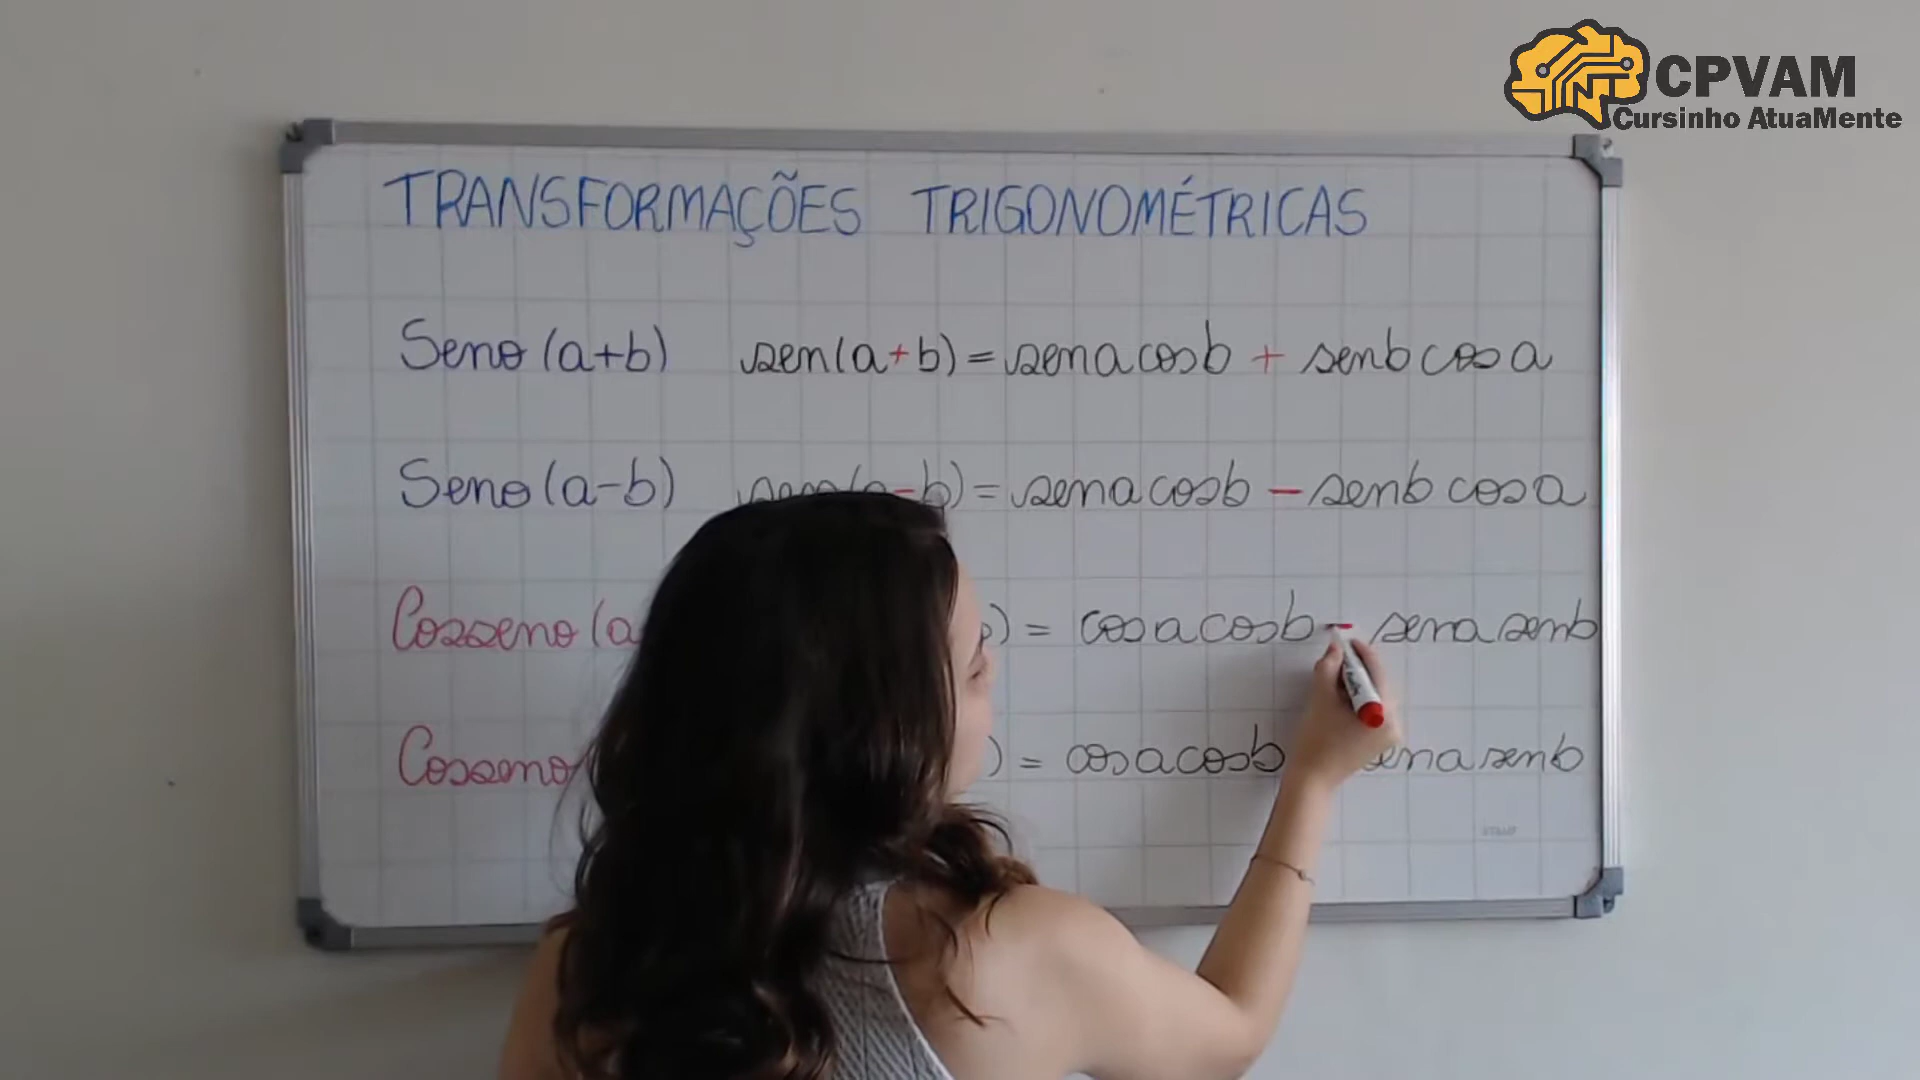 CPVAM
Cursinho AtuaMente
TRANSFORMAÇÕES TRIGONOMÉTRICAS
Seno (a+b) sen(a+b) = sena cosb + senb cosa
Seno (a-b) sen(a-b) = sena cosb - senb cosa
Cosseno (a ) = cosa cosb - sena senb
Cosseno ) = cosa cosb sena senb